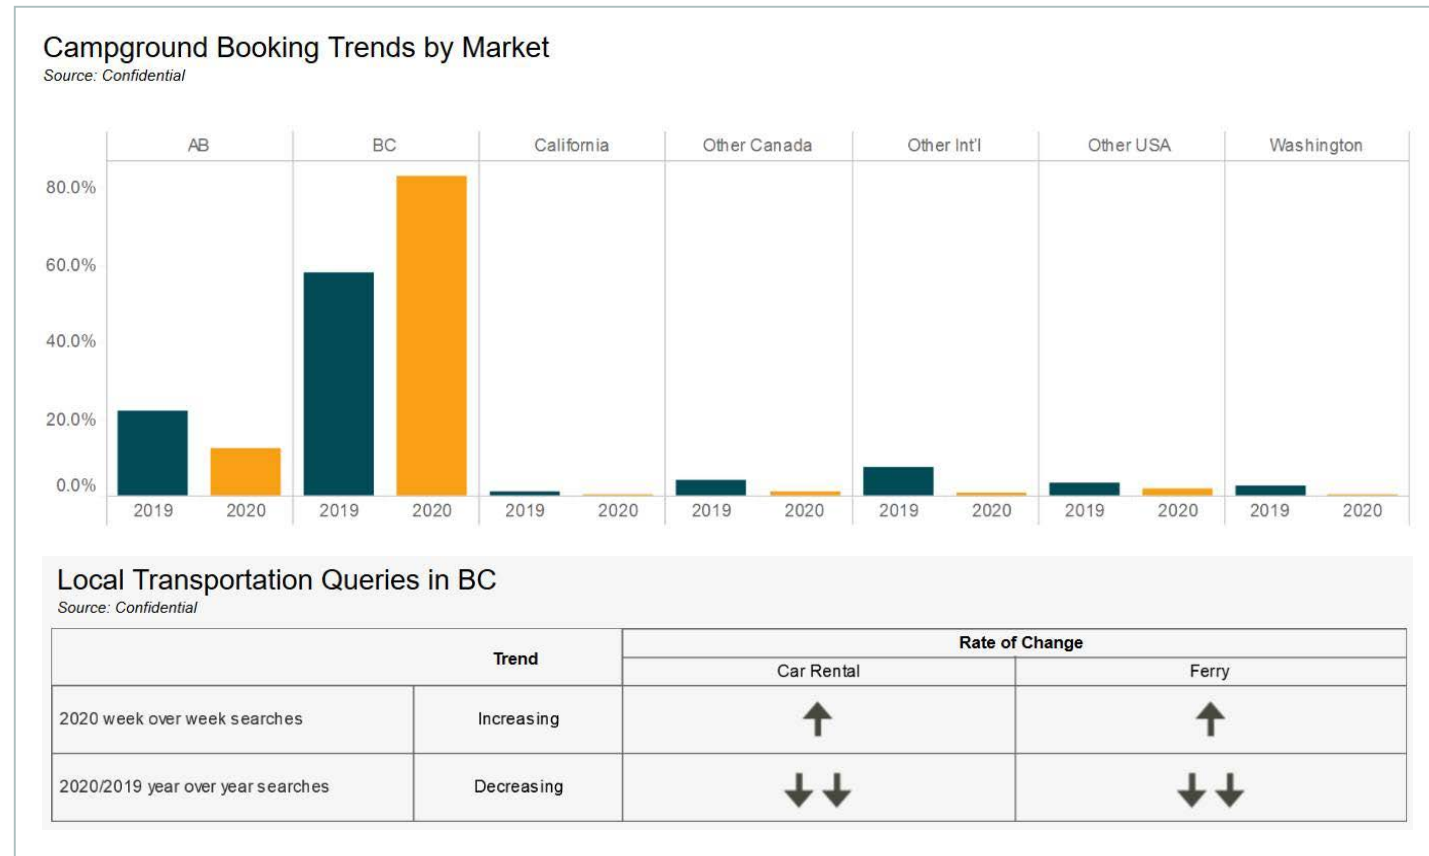 Campground Booking Trends by Market
Source: Confidential
AB BC California Other Canada Other Int'l Other USA Washington
80.0%
60.0%
40.0%
20.0%
0.0%
2019 2020 2019 2020 2019 2020 2019 2020 2019 2020 2019 2020 2019 2020
Local Transportation Queries in BC
Source: Confidential
Trend Rate of Change
Car Rental Ferry
2020 week over week searches Increasing
2020/2019 year over year searches Decreasing